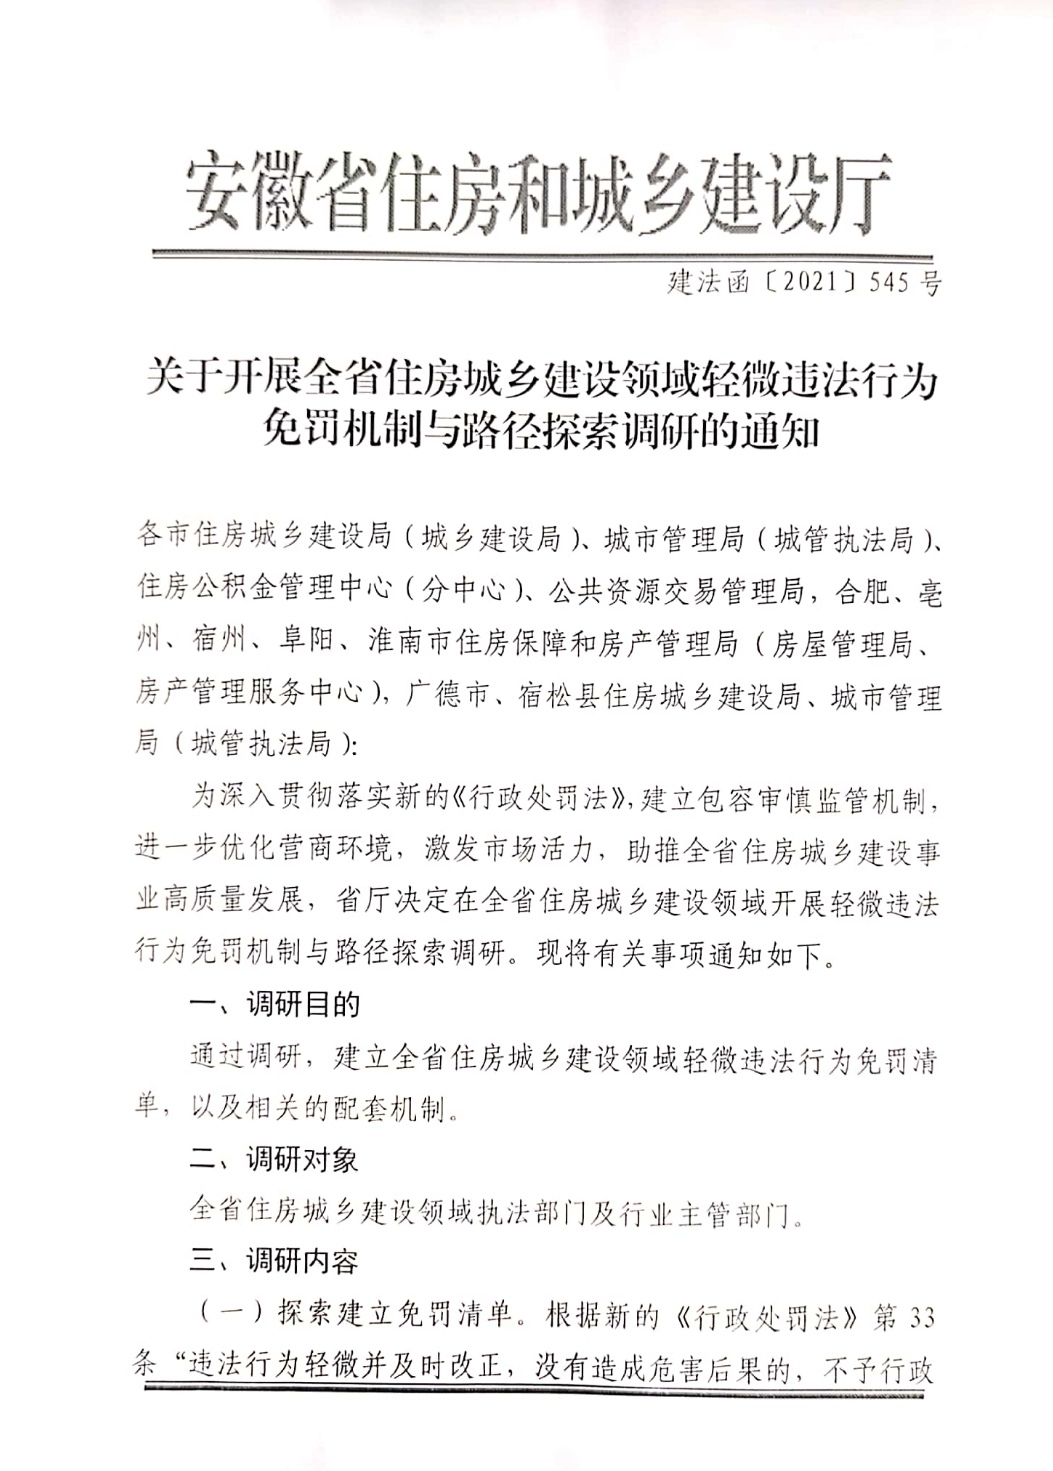 安徽省住房和城乡建设厅
建法函〔2021〕545 号
关于开展全省住房城乡建设领域轻微违法行为
免罚机制与路径探索调研的通知
各市住房城乡建设局（城乡建设局）、城市管理局（城管执法局）、
住房公积金管理中心（分中心）、公共资源交易管理局，合肥、亳
州、宿州、阜阳、淮南市住房保障和房产管理局（房屋管理局、
房产管理服务中心），广德市、宿松县住房城乡建设局、城市管理
局（城管执法局）：
为深入贯彻落实新的《行政处罚法》，建立包容审慎监管机制，
进一步优化营商环境，激发市场活力，助推全省住房城乡建设事
业高质量发展，省厅决定在全省住房城乡建设领域开展轻微违法
行为免罚机制与路径探索调研。现将有关事项通知如下。
一、调研目的
通过调研，建立全省住房城乡建设领域轻微违法行为免罚清
单，以及相关的配套机制。
二、调研对象
全省住房城乡建设领域执法部门及行业主管部门。
三、调研内容
（一）探索建立免罚清单。根据新的《行政处罚法》第 33
条“违法行为轻微并及时改正，没有造成危害后果的，不予行政